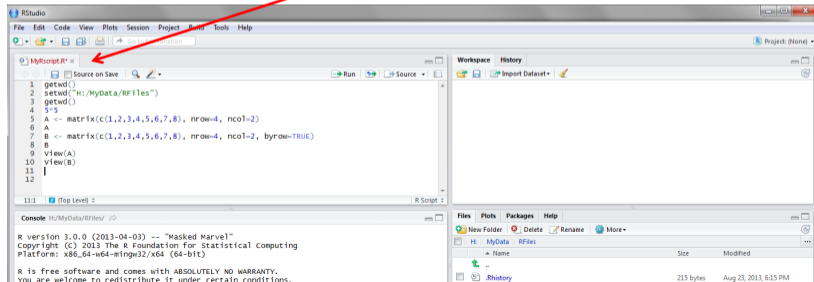 RStudio
File Edit Code View Plots Session Project Build Tools Help
Project: (None)
MyRscript.R*
Source on Save
Run
Source
1 getwd()
2 setwd("H:/MyData/RFiles")
3 getwd()
4 5*5
5 A <- matrix(c(1,2,3,4,5,6,7,8), nrow=4, ncol=2)
6 A
7 B <- matrix(c(1,2,3,4,5,6,7,8), nrow=4, ncol=2, byrow=TRUE)
8 B
9 View(A)
10 View(B)
11
12
11:1 (Top Level) R Script
Console H:/MyData/RFiles/
R version 3.0.0 (2013-04-03) -- "Masked Marvel"
Copyright (C) 2013 The R Foundation for Statistical Computing
Platform: x86_64-w64-mingw32/x64 (64-bit)
R is free software and comes with ABSOLUTELY NO WARRANTY.
You are welcome to redistribute it under certain conditions.
Workspace History
Import Dataset
Files Plots Packages Help
New Folder Delete Rename More
H: MyData RFiles
Name Size Modified
..
.Rhistory 215 bytes Aug 23, 2013, 6:15 PM